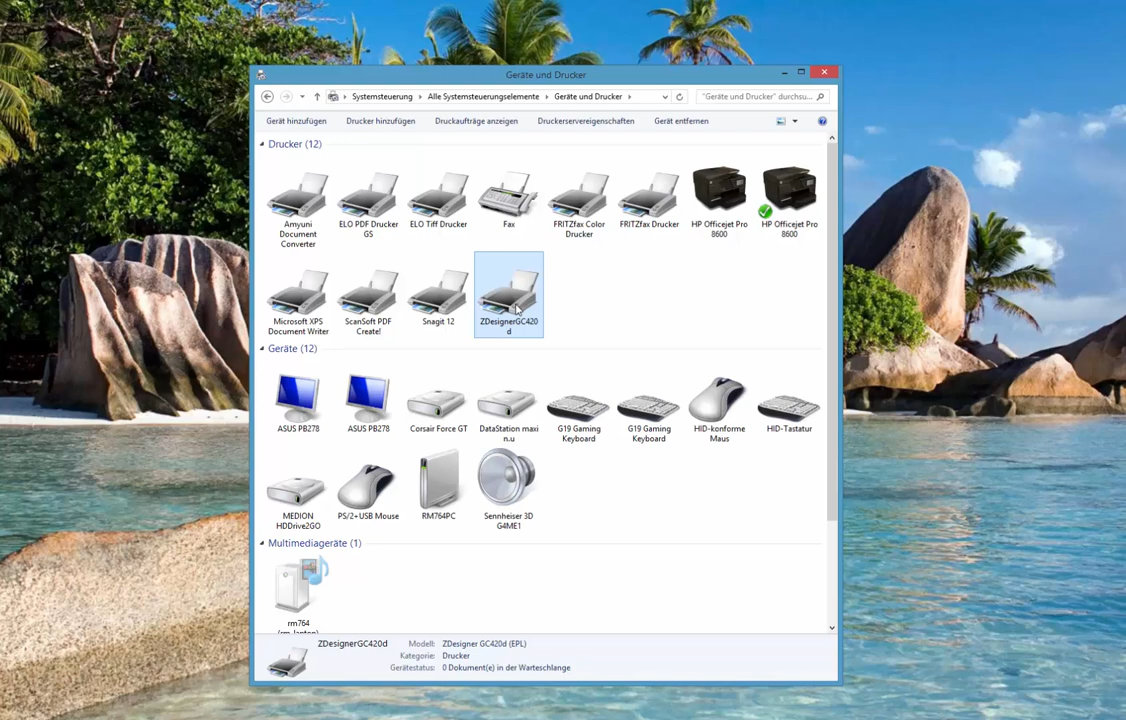 Geräte und Drucker
Systemsteuerung
Alle Systemsteuerungselemente
Geräte und Drucker
"Geräte und Drucker" durchsu...
Gerät hinzufügen
Drucker hinzufügen
Druckaufträge anzeigen
Druckerservereigenschaften
Gerät entfernen
Drucker (12)
Amyuni
Document
Converter
ELO PDF Drucker
GS
ELO Tiff Drucker
Fax
FRITZfax Color
Drucker
FRITZfax Drucker
HP Officejet Pro
8600
HP Officejet Pro
8600
Microsoft XPS
Document Writer
ScanSoft PDF
Create!
Snagit 12
ZDesignerGC420
d
Geräte (12)
ASUS PB278
ASUS PB278
Corsair Force GT
DataStation maxi
n.u
G19 Gaming
Keyboard
G19 Gaming
Keyboard
HID-konforme
Maus
HID-Tastatur
MEDION
HDDrive2GO
PS/2+USB Mouse
RM764PC
Sennheiser 3D
G4ME1
Multimediageräte (1)
rm764
(rm-laptop)
ZDesignerGC420d
Modell: ZDesigner GC420d (EPL)
Kategorie: Drucker
Gerätestatus: 0 Dokument(e) in der Warteschlange